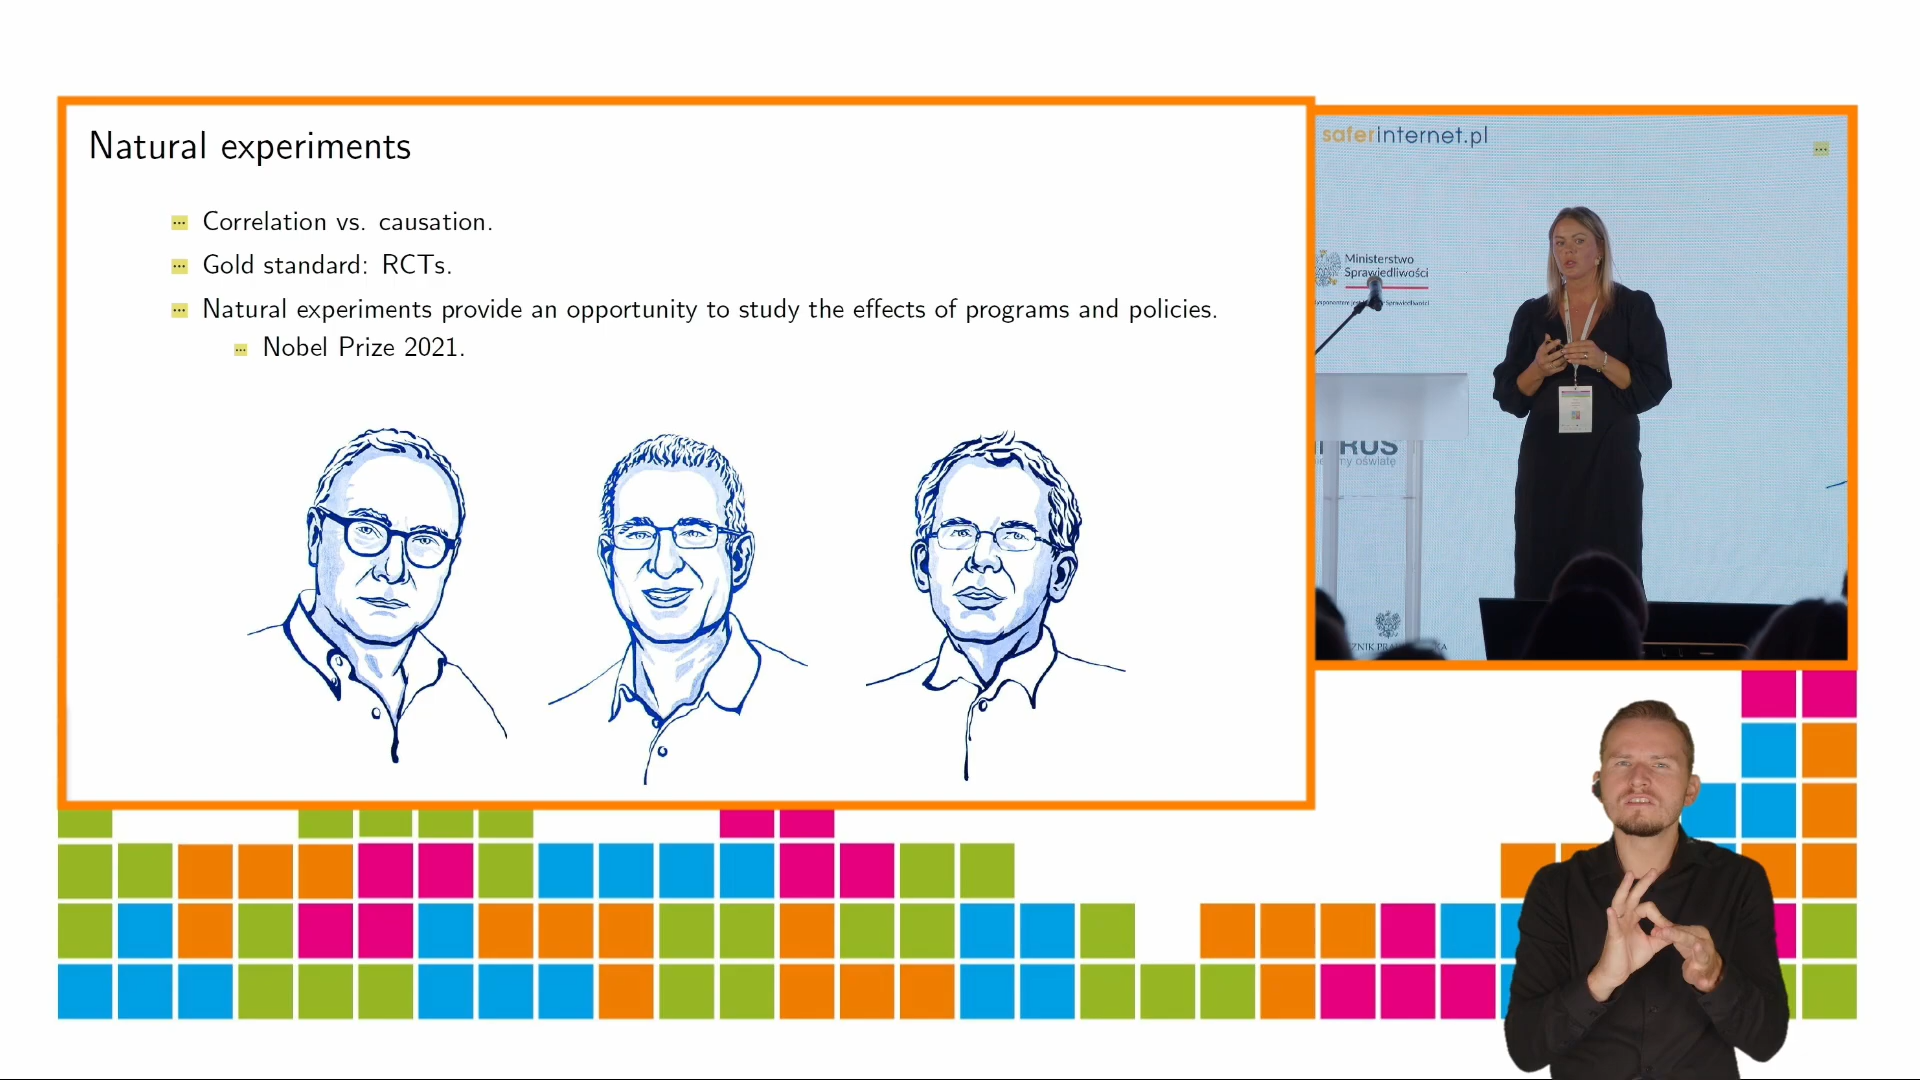 Natural experiments
Correlation vs. causation.
Gold standard: RCTs.
Natural experiments provide an opportunity to study the effects of programs and policies.
Nobel Prize 2021.
saferinternet.pl
Ministerstwo
Sprawiedliwości